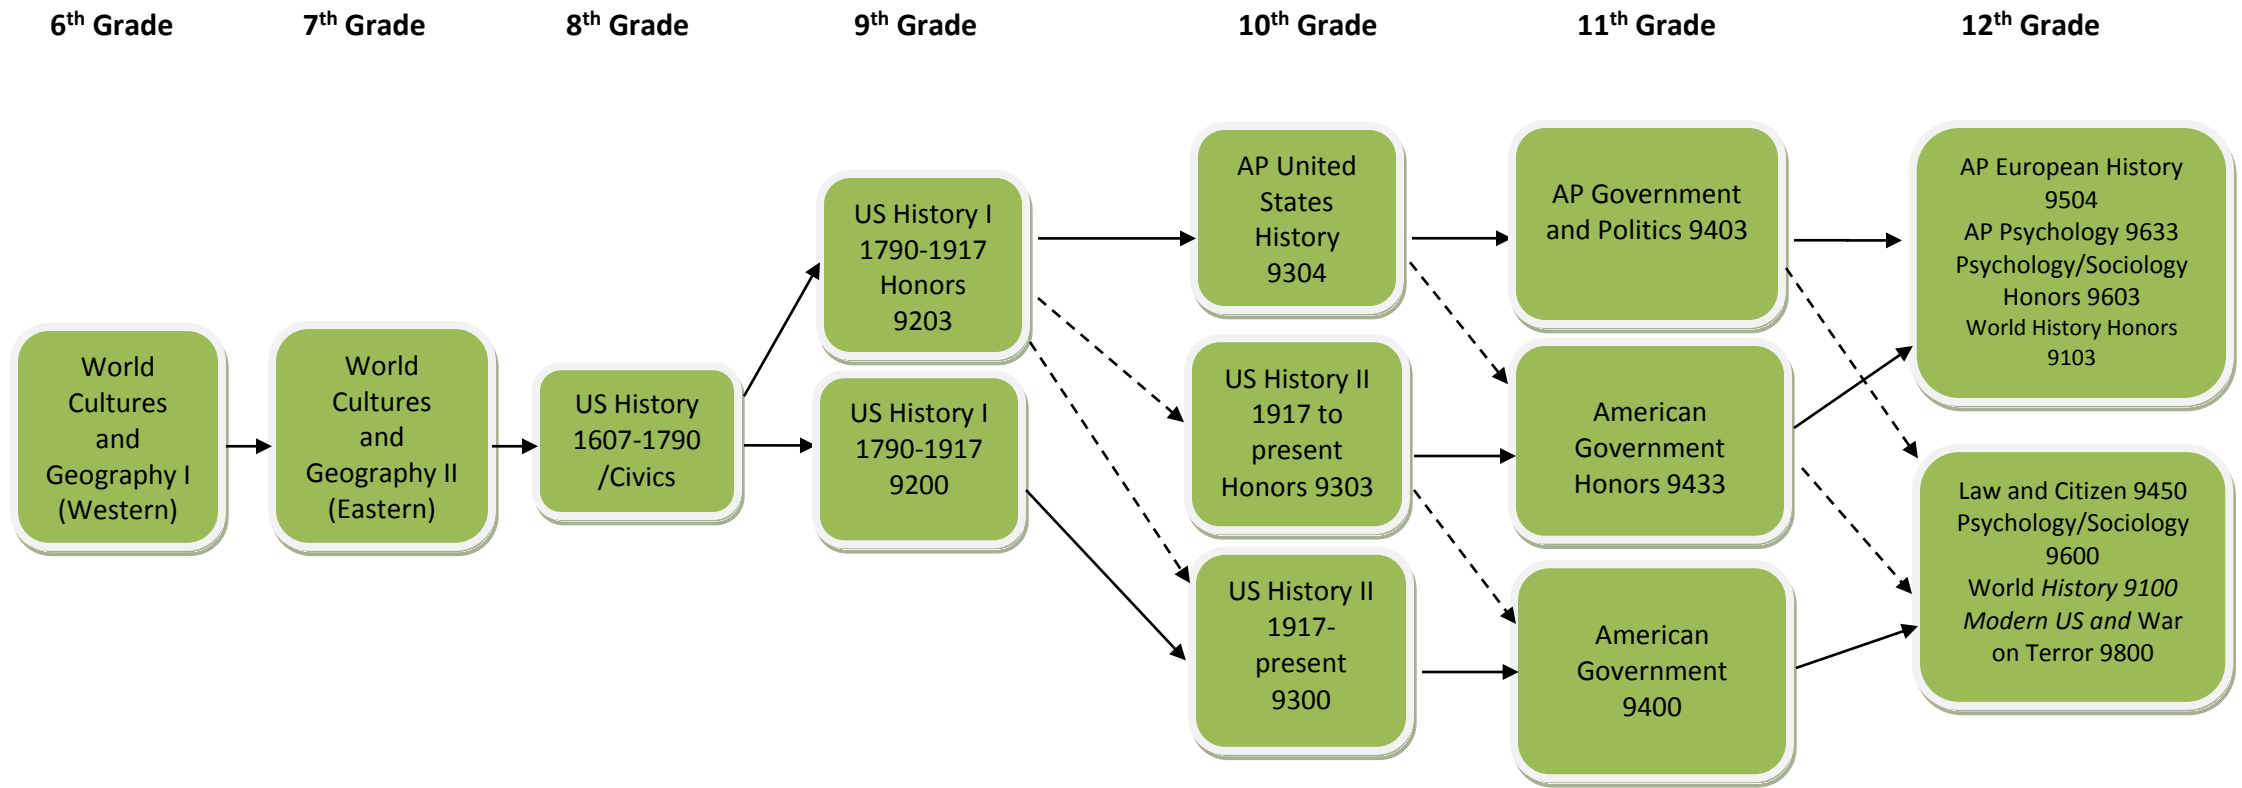 6th Grade
7th Grade
8th Grade
9th Grade
10th Grade
11th Grade
12th Grade
World
Cultures
and
Geography I
(Western)
World
Cultures
and
Geography II
(Eastern)
US History
1607-1790
/Civics
US History I
1790-1917
Honors
9203
US History I
1790-1917
9200
AP United
States
History
9304
US History II
1917 to
present
Honors 9303
US History II
1917-
present
9300
AP Government
and Politics 9403
American
Government
Honors 9433
American
Government
9400
AP European History
9504
AP Psychology 9633
Psychology/Sociology
Honors 9603
World History Honors
9103
Law and Citizen 9450
Psychology/Sociology
9600
World History 9100
Modern US and War
on Terror 9800